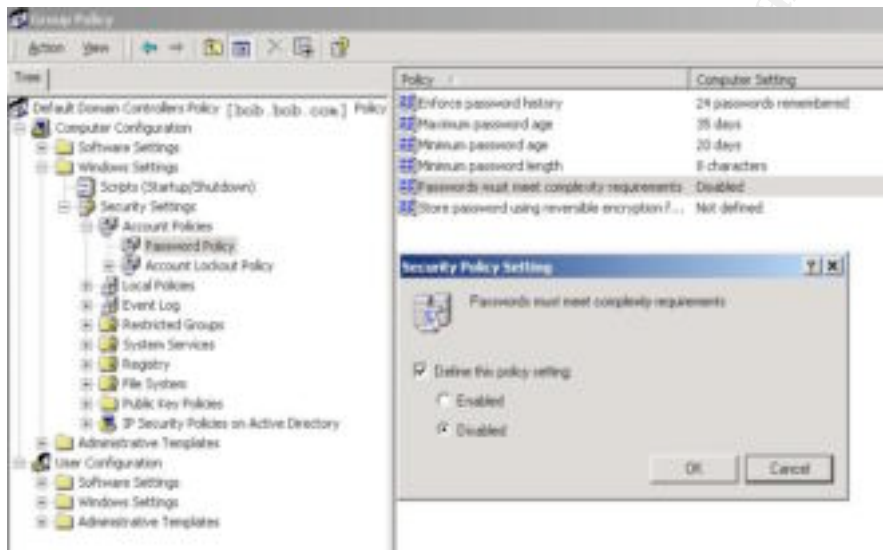 Group Policy
Action View
Tree
Default Domain Controllers Policy [bob.bob.com] Policy
Computer Configuration
Software Settings
Windows Settings
Scripts (Startup/Shutdown)
Security Settings
Account Policies
Password Policy
Account Lockout Policy
Local Policies
Event Log
Restricted Groups
System Services
Registry
File System
Public Key Policies
IP Security Policies on Active Directory
Administrative Templates
User Configuration
Software Settings
Windows Settings
Administrative Templates
Policy Computer Setting
Enforce password history 24 passwords remembered
Maximum password age 35 days
Minimum password age 20 days
Minimum password length 8 characters
Passwords must meet complexity requirements Disabled
Store password using reversible encryption f... Not defined
Security Policy Setting
Passwords must meet complexity requirements
Define this policy setting
Enabled
Disabled
OK Cancel